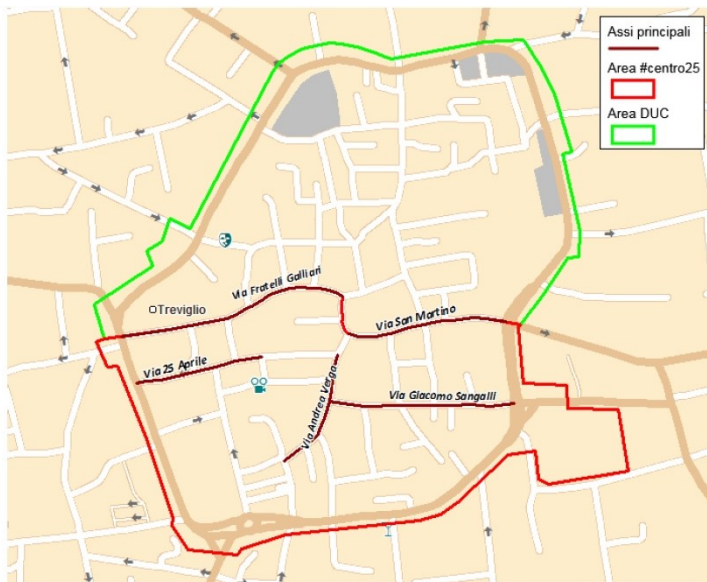 Assi principali
Area #centro25
Area DUC
Via Fratelli Galliari
Treviglio
Via San Martino
Via 25 Aprile
Via Andrea Verga
Via Giacomo Sangalli